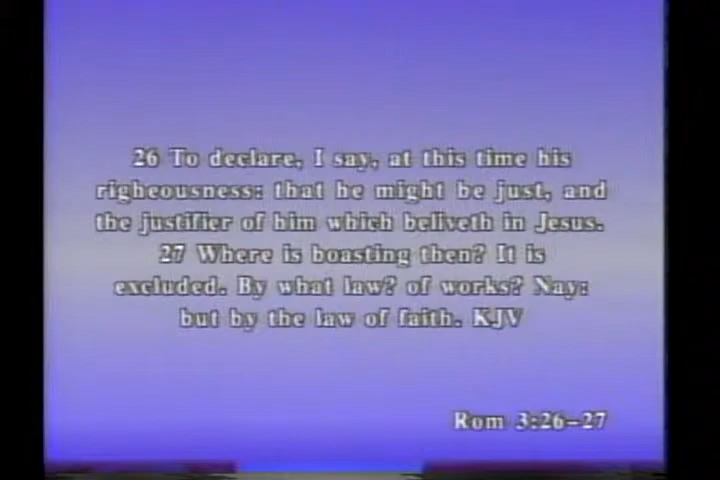 26 To declare, I say, at this time his
righeousness: that he might be just, and
the justifier of him which beliveth in Jesus.
27 Where is boasting then? It is
excluded. By what law? of works? Nay:
but by the law of faith. KJV
Rom 3:26-27